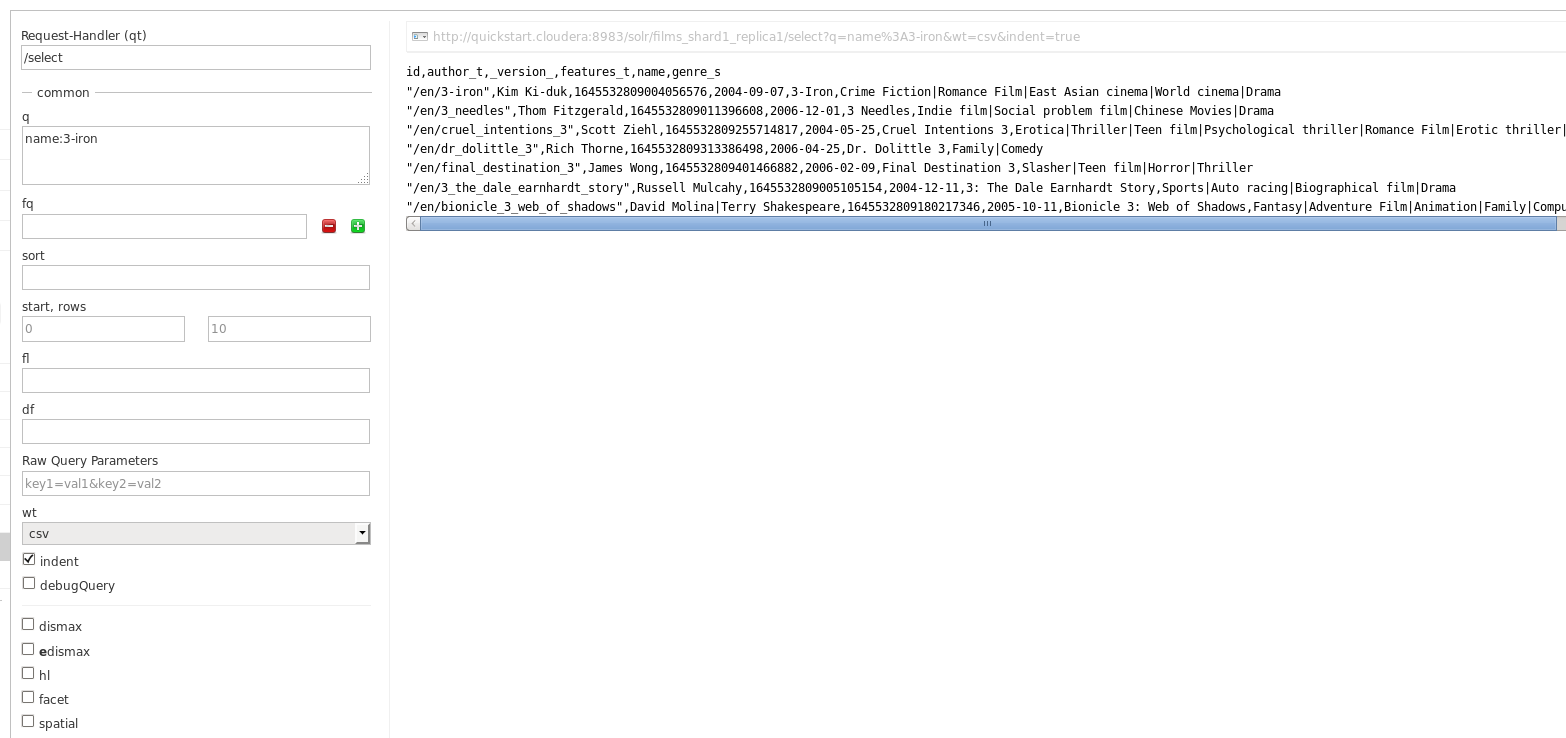 Request-Handler (qt)
/select
common
q
name:3-iron
fq
sort
start, rows
0 10
fl
df
Raw Query Parameters
key1=val1&key2=val2
wt
csv
indent
debugQuery
dismax
edismax
hl
facet
spatial
http://quickstart.cloudera:8983/solr/films_shard1_replica1/select?q=name%3A3-iron&wt=csv&indent=true
id,author_t,_version_,features_t,name,genre_s
"/en/3-iron",Kim Ki-duk,1645532809004056576,2004-09-07,3-Iron,Crime Fiction|Romance Film|East Asian cinema|World cinema|Drama
"/en/3_needles",Thom Fitzgerald,1645532809011396608,2006-12-01,3 Needles,Indie film|Social problem film|Chinese Movies|Drama
"/en/cruel_intentions_3",Scott Ziehl,1645532809255714817,2004-05-25,Cruel Intentions 3,Erotica|Thriller|Teen film|Psychological thriller|Romance Film|Erotic thriller|
"/en/dr_dolittle_3",Rich Thorne,1645532809313386498,2006-04-25,Dr. Dolittle 3,Family|Comedy
"/en/final_destination_3",James Wong,1645532809401466882,2006-02-09,Final Destination 3,Slasher|Teen film|Horror|Thriller
"/en/3_the_dale_earnhardt_story",Russell Mulcahy,1645532809005105154,2004-12-11,3: The Dale Earnhardt Story,Sports|Auto racing|Biographical film|Drama
"/en/bionicle_3_web_of_shadows",David Molina|Terry Shakespeare,1645532809180217346,2005-10-11,Bionicle 3: Web of Shadows,Fantasy|Adventure Film|Animation|Family|Compu